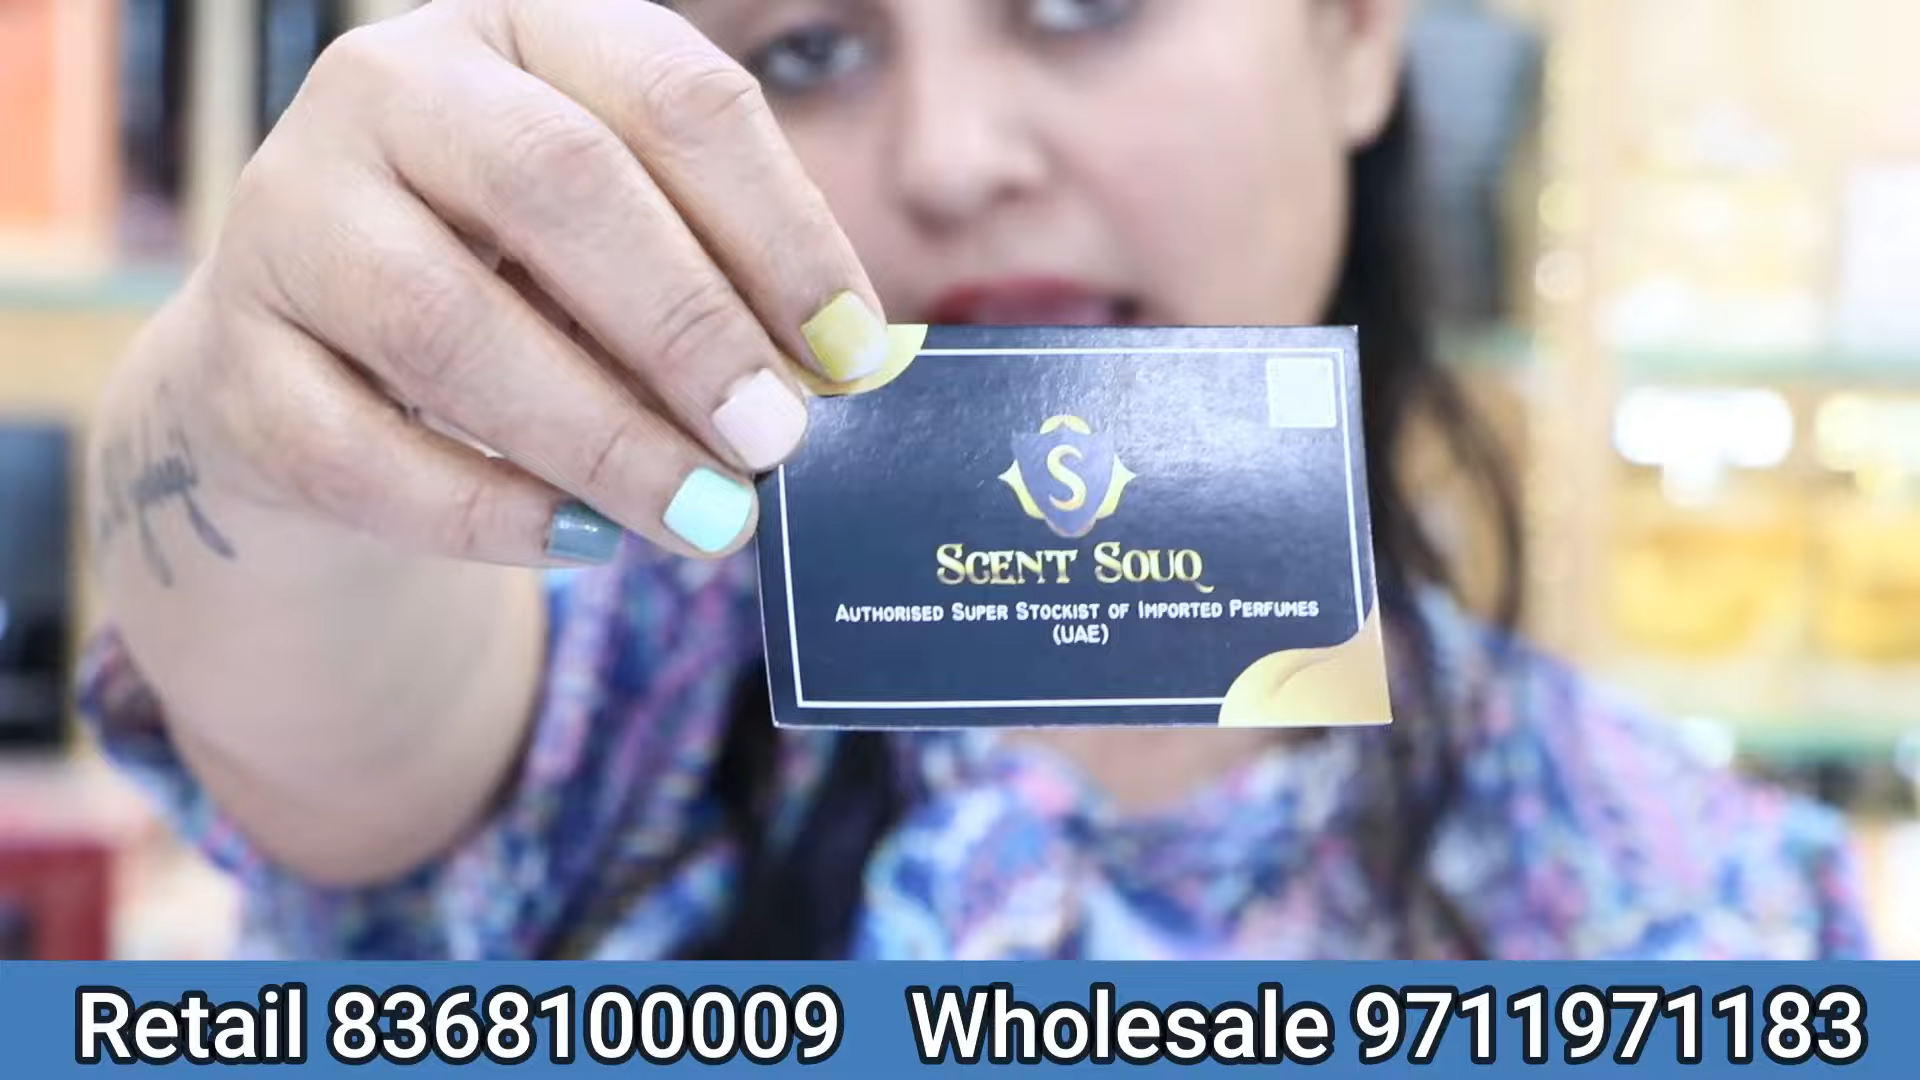 S
SCENT SOUQ
AUTHORISED SUPER STOCKIST OF IMPORTED PERFUMES
(UAE)
Retail 8368100009 Wholesale 9711971183